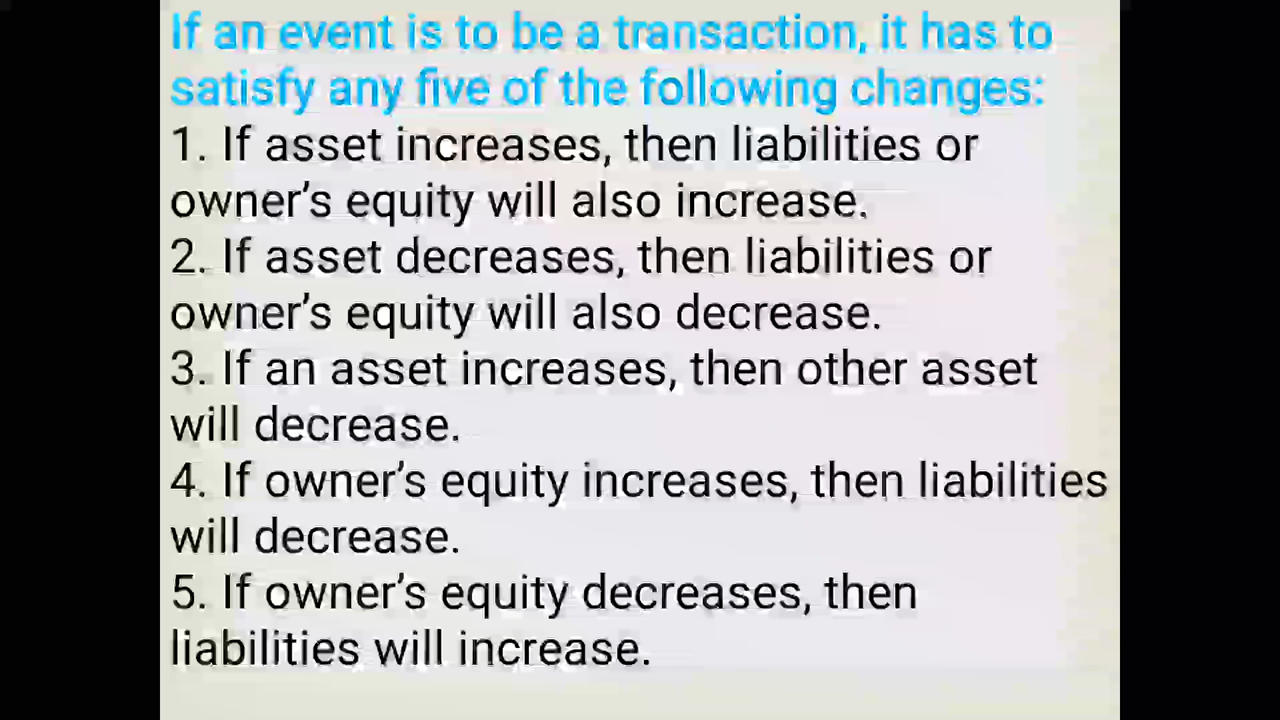 If an event is to be a transaction, it has to
satisfy any five of the following changes:
1. If asset increases, then liabilities or
owner’s equity will also increase.
2. If asset decreases, then liabilities or
owner’s equity will also decrease.
3. If an asset increases, then other asset
will decrease.
4. If owner’s equity increases, then liabilities
will decrease.
5. If owner’s equity decreases, then
liabilities will increase.